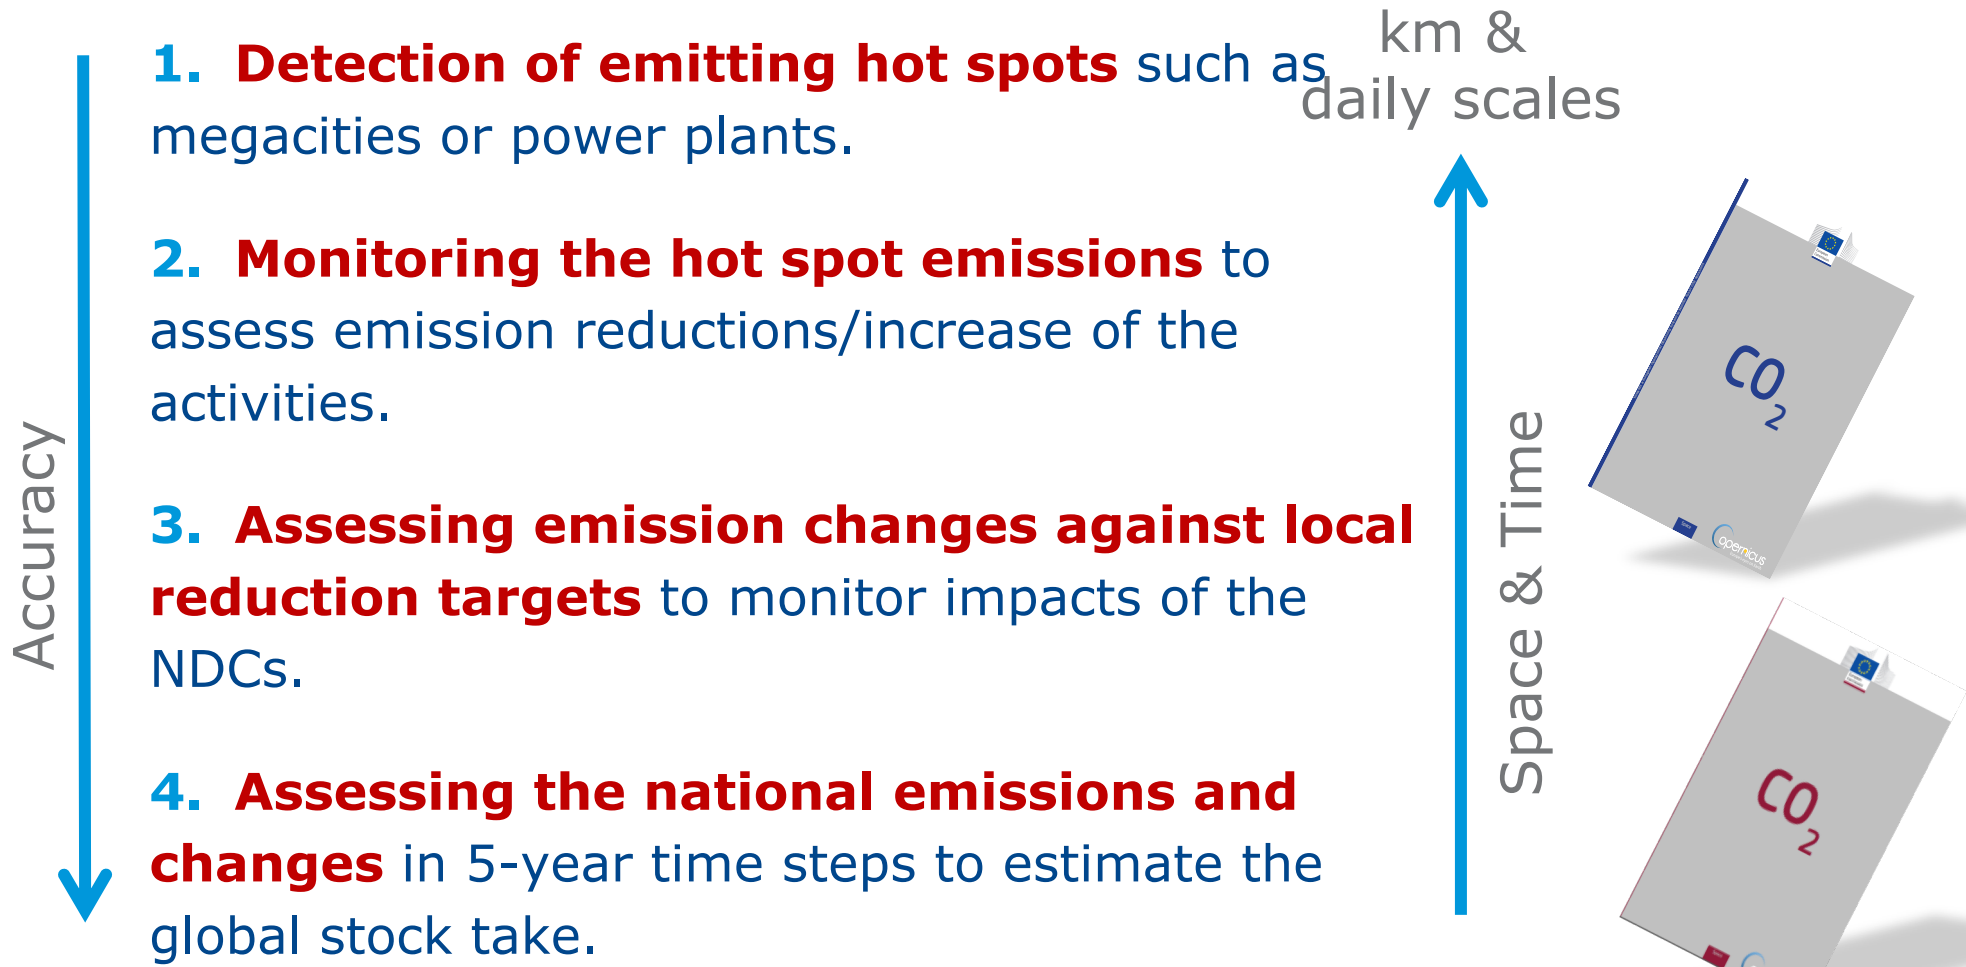 1. Detection of emitting hot spots such as
megacities or power plants.
2. Monitoring the hot spot emissions to
assess emission reductions/increase of the
activities.
3. Assessing emission changes against local
reduction targets to monitor impacts of the
NDCs.
4. Assessing the national emissions and
changes in 5-year time steps to estimate the
global stock take.
Accuracy
km &
daily scales
Space & Time
CO2
Space
opernicus
CO2